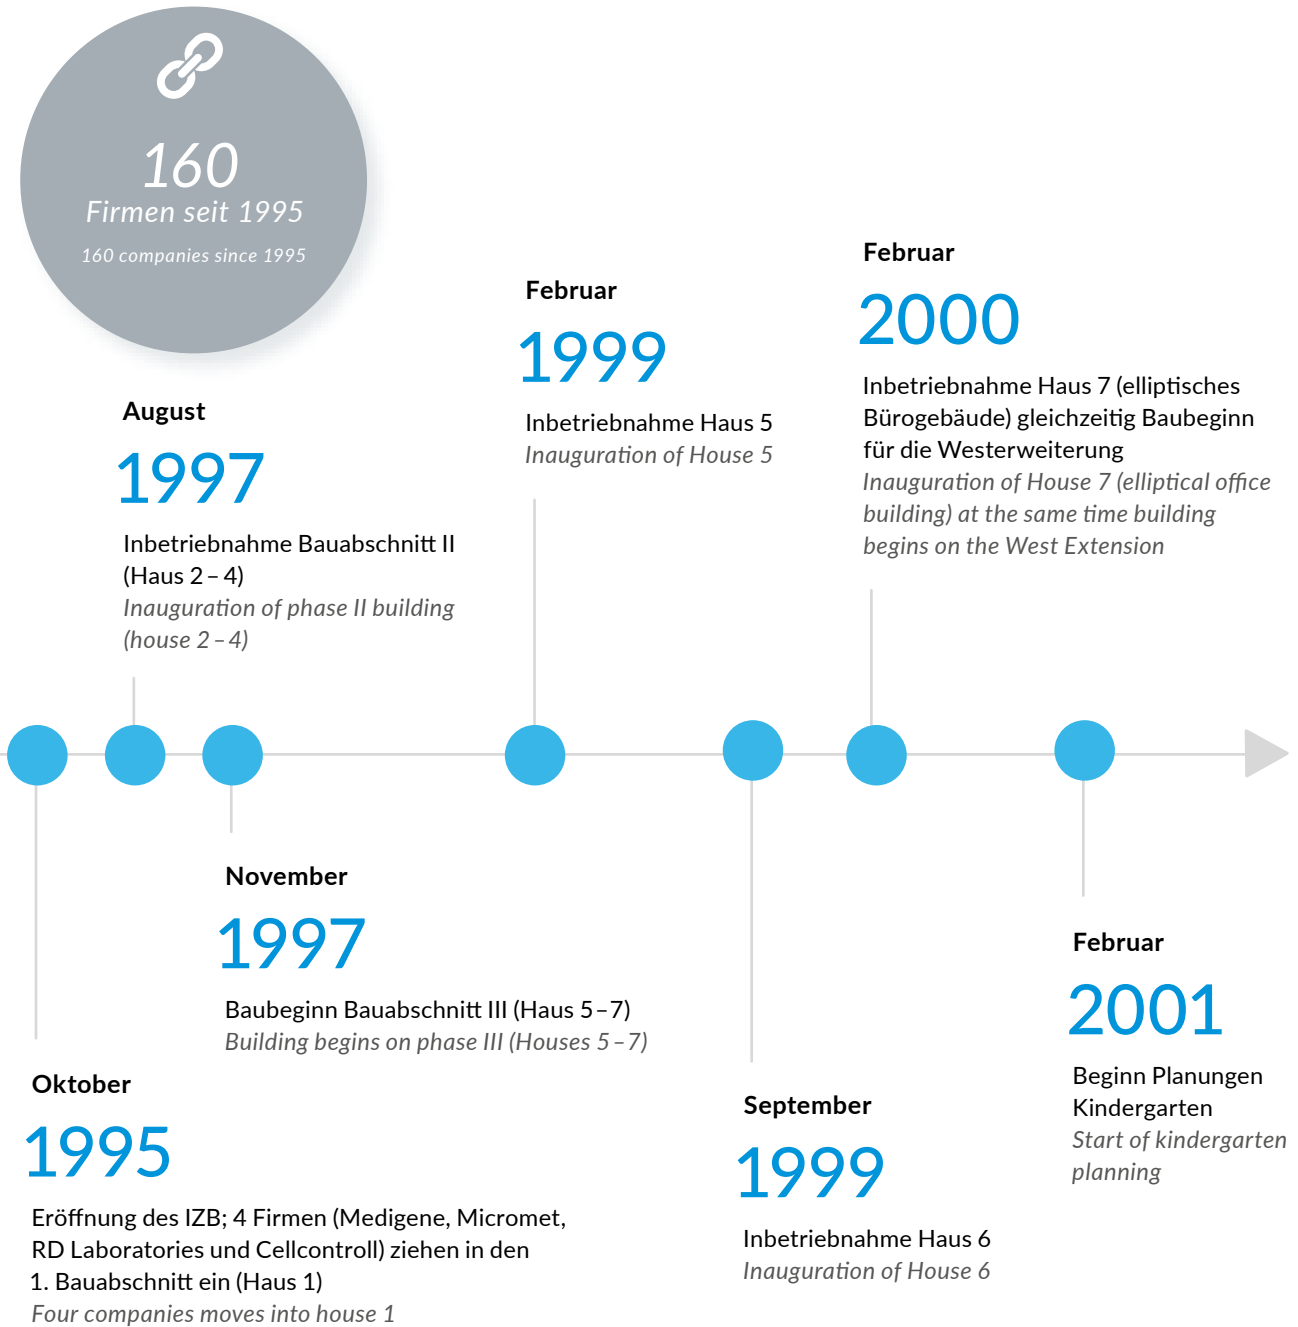 160
Firmen seit 1995
160 companies since 1995
August
1997
Inbetriebnahme Bauabschnitt II
(Haus 2 – 4)
Inauguration of phase II building
(house 2 – 4)
Februar
1999
Inbetriebnahme Haus 5
Inauguration of House 5
Februar
2000
Inbetriebnahme Haus 7 (elliptisches
Bürogebäude) gleichzeitig Baubeginn
für die Westerweiterung
Inauguration of House 7 (elliptical office
building) at the same time building
begins on the West Extension
Oktober
1995
Eröffnung des IZB; 4 Firmen (Medigene, Micromet,
RD Laboratories und Cellcontroll) ziehen in den
1. Bauabschnitt ein (Haus 1)
Four companies moves into house 1
November
1997
Baubeginn Bauabschnitt III (Haus 5 – 7)
Building begins on phase III (Houses 5 – 7)
September
1999
Inbetriebnahme Haus 6
Inauguration of House 6
Februar
2001
Beginn Planungen
Kindergarten
Start of kindergarten
planning